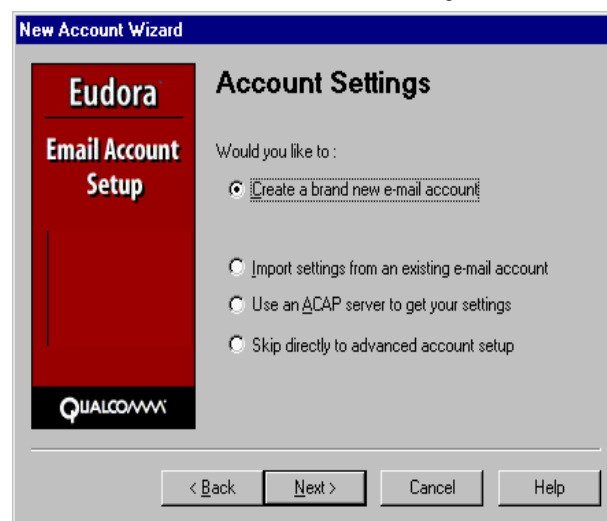 New Account Wizard
Eudora
Email Account
Setup
QUALCOMM
Account Settings
Would you like to :
Create a brand new e-mail account
Import settings from an existing e-mail account
Use an ACAP server to get your settings
Skip directly to advanced account setup
< Back
Next >
Cancel
Help